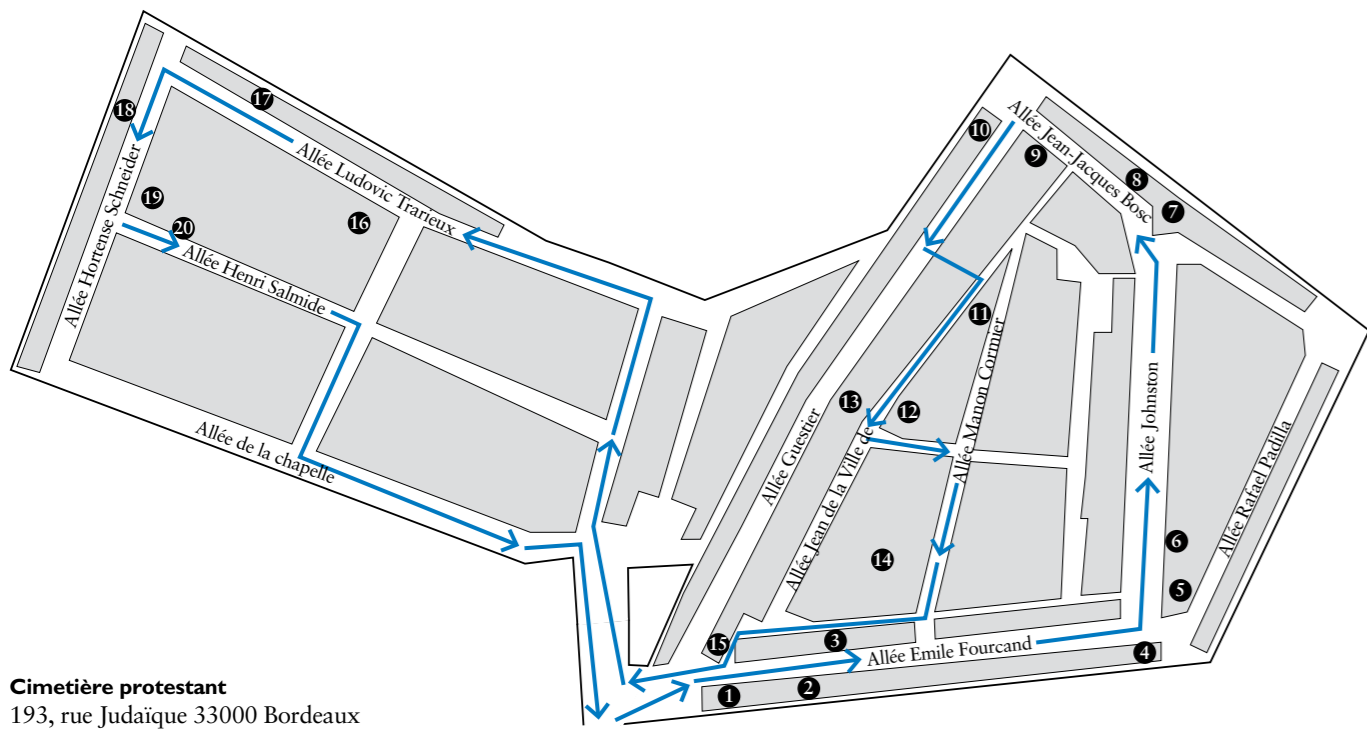 17
18
Allée Ludovic Trarieux
Allée Hortense Schneider
19
20
16
Allée Henri Salmide
Allée de la chapelle
10
Allée Jean-Jacques Bosc
9
8
7
11
13
12
Allée Guestier
Allée Jean de la Ville de
Allée Manon Cormier
Allée Johnston
Allée Rafael Padilla
14
6
5
15
3
Allée Emile Fourcand
4
1
2
Cimetière protestant
193, rue Judaïque 33000 Bordeaux